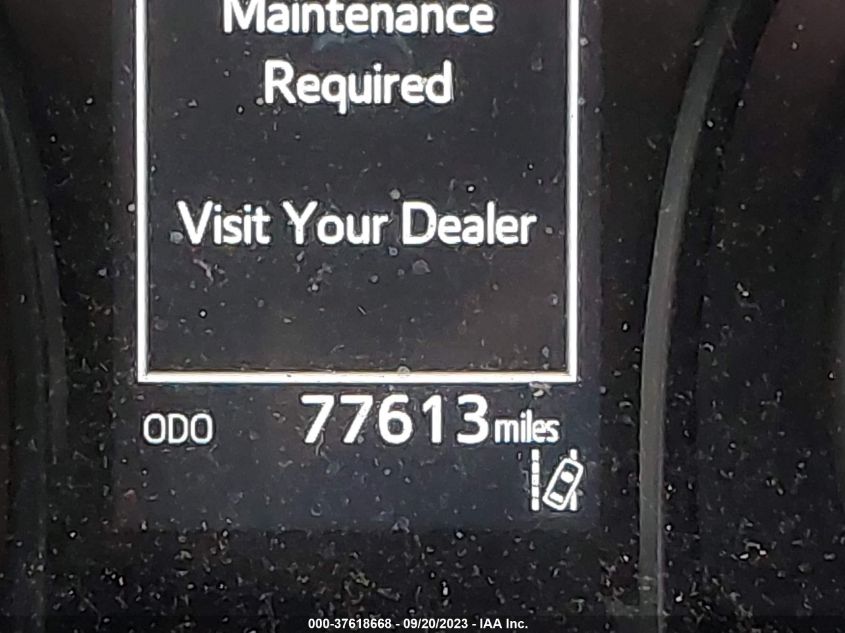 Maintenance
Required
Visit Your Dealer
ODO 77613 miles
000-37618668 - 09/20/2023 - IAA Inc.